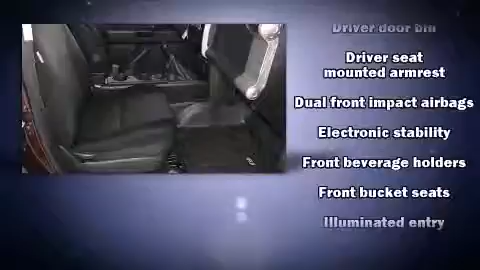 Driver door bin
Driver seat
mounted armrest
Dual front impact airbags
Electronic stability
Front beverage holders
Front bucket seats
Illuminated entry